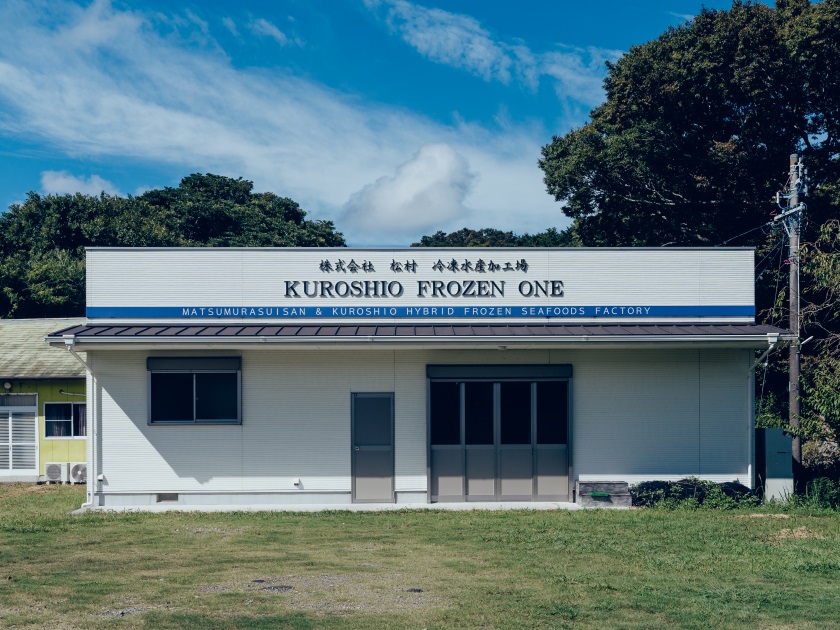 株式会社 松村 冷凍水産加工場
KUROSHIO FROZEN ONE
MATSUMURASUISAN & KUROSHIO HYBRID FROZEN SEAFOODS FACTORY